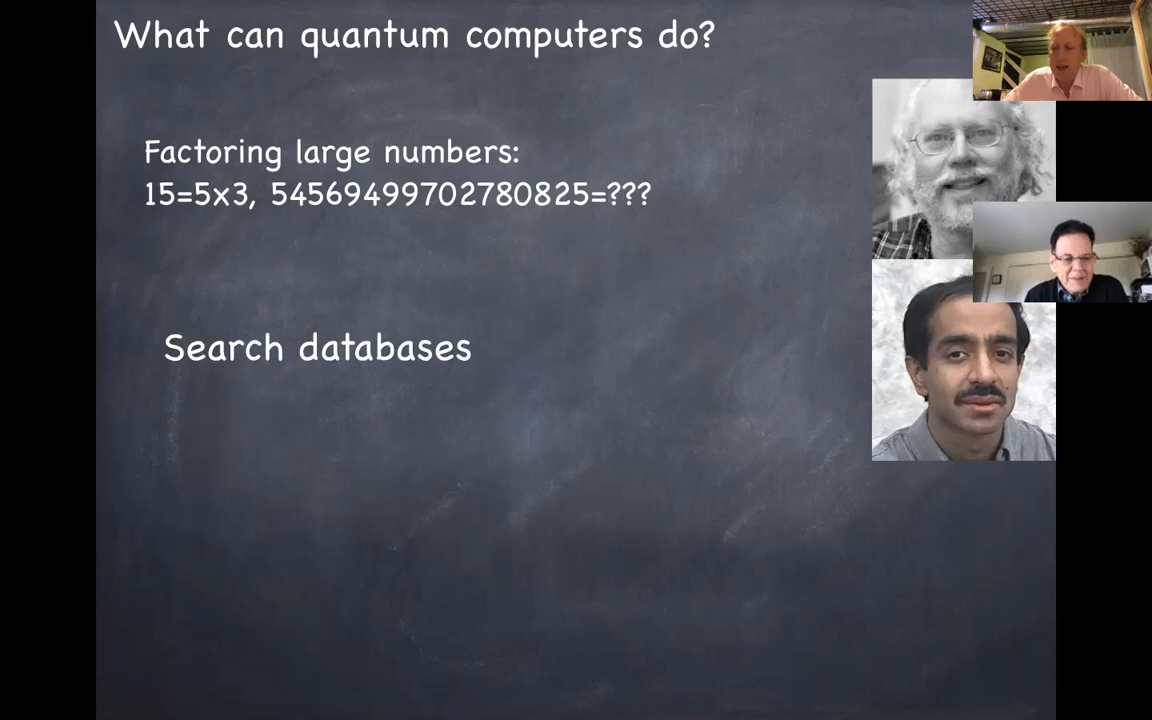 What can quantum computers do?
Factoring large numbers:
15=5x3, 54569499702780825=???
Search databases